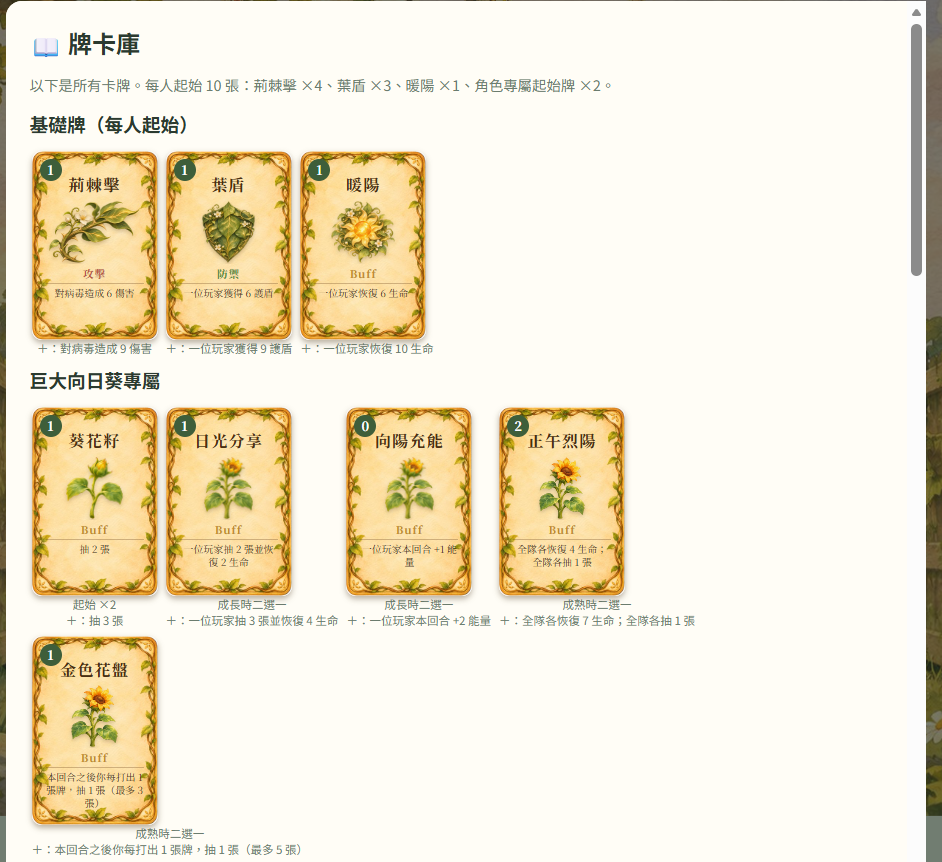 牌卡庫
以下是所有卡牌。每人起始 10 張：荊棘擊 ×4、葉盾 ×3、暖陽 ×1、角色專屬起始牌 ×2。
基礎牌（每人起始）
1
荊棘擊
攻擊
對病毒造成 6 傷害
＋：對病毒造成 9 傷害
1
葉盾
防禦
一位玩家獲得 6 護盾
＋：一位玩家獲得 9 護盾
1
暖陽
Buff
一位玩家恢復 6 生命
＋：一位玩家恢復 10 生命
巨大向日葵專屬
1
葵花籽
Buff
抽 2 張
起始 ×2
＋：抽 3 張
1
日光分享
Buff
一位玩家抽 2 張並恢
復 2 生命
成長時二選一
＋：一位玩家抽 3 張並恢復 4 生命
0
向陽充能
Buff
一位玩家本回合 +1 能
量
成長時二選一
＋：一位玩家本回合 +2 能量
2
正午烈陽
Buff
全隊各恢復 4 生命；
全隊各抽 1 張
成熟時二選一
＋：全隊各恢復 7 生命；全隊各抽 1 張
1
金色花盤
Buff
本回合之後你每打出 1
張牌，抽 1 張（最多 3
張）
成熟時二選一
＋：本回合之後你每打出 1 張牌，抽 1 張（最多 5 張）